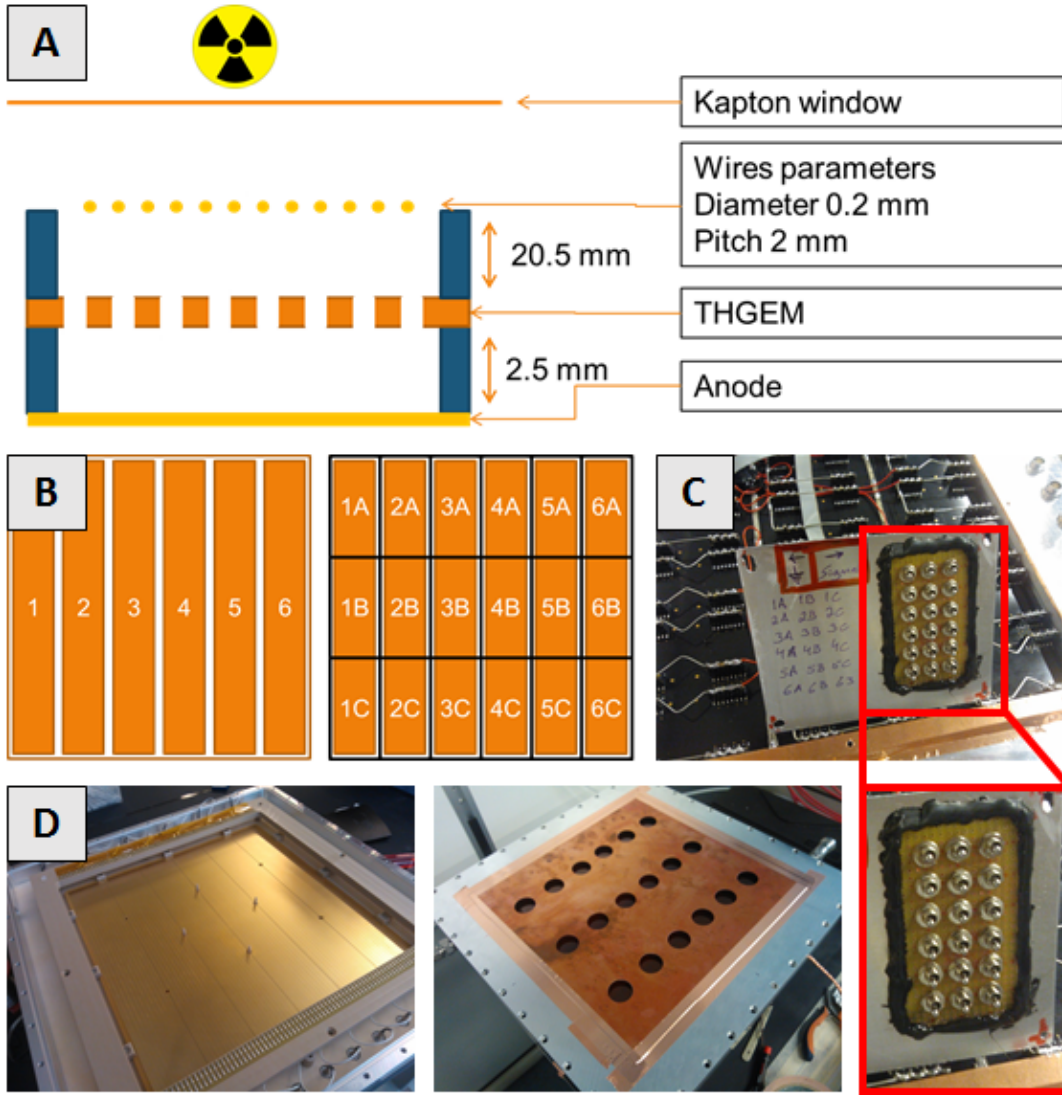 A
Kapton window
Wires parameters
Diameter 0.2 mm
Pitch 2 mm
20.5 mm
THGEM
2.5 mm
Anode
B
1 2 3 4 5 6
1A 2A 3A 4A 5A 6A
1B 2B 3B 4B 5B 6B
1C 2C 3C 4C 5C 6C
C
1A 1B 1C
2A 2B 2C
3A 3B 3C
4A 4B 4C
5A 5B
6A 6B
D